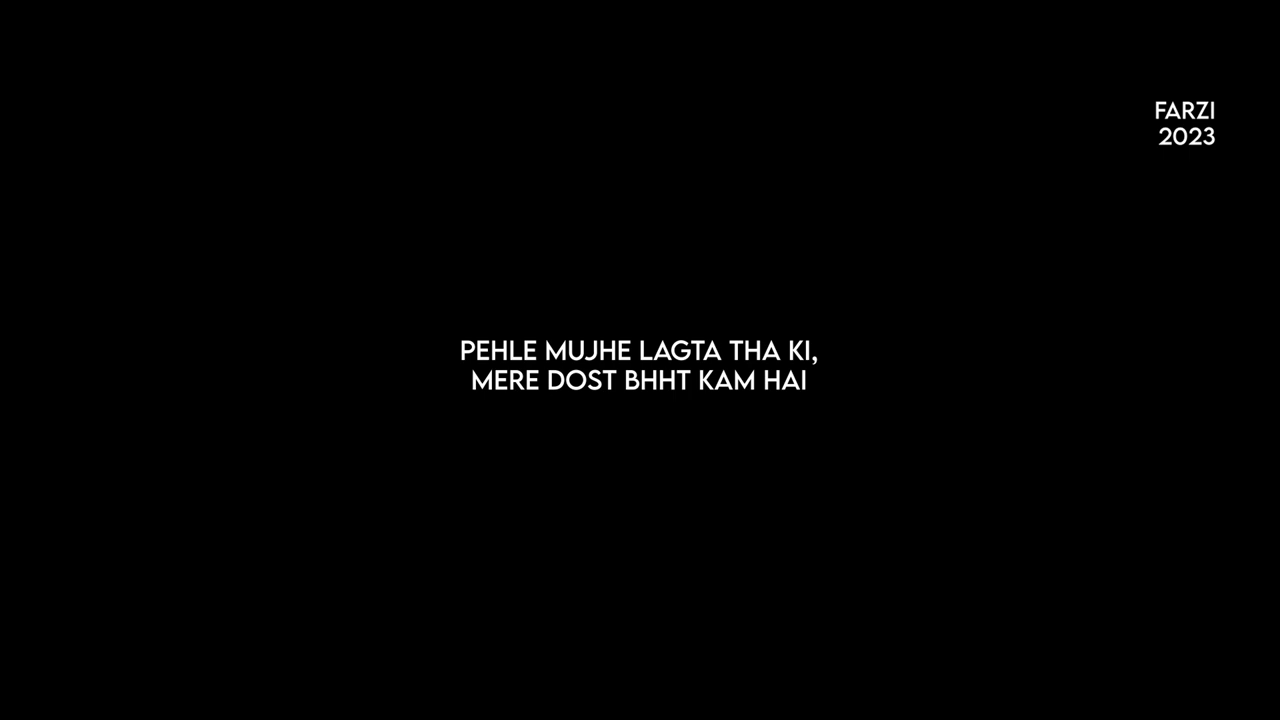 FARZI
2023
PEHLE MUJHE LAGTA THA KI,
MERE DOST BHHT KAM HAI